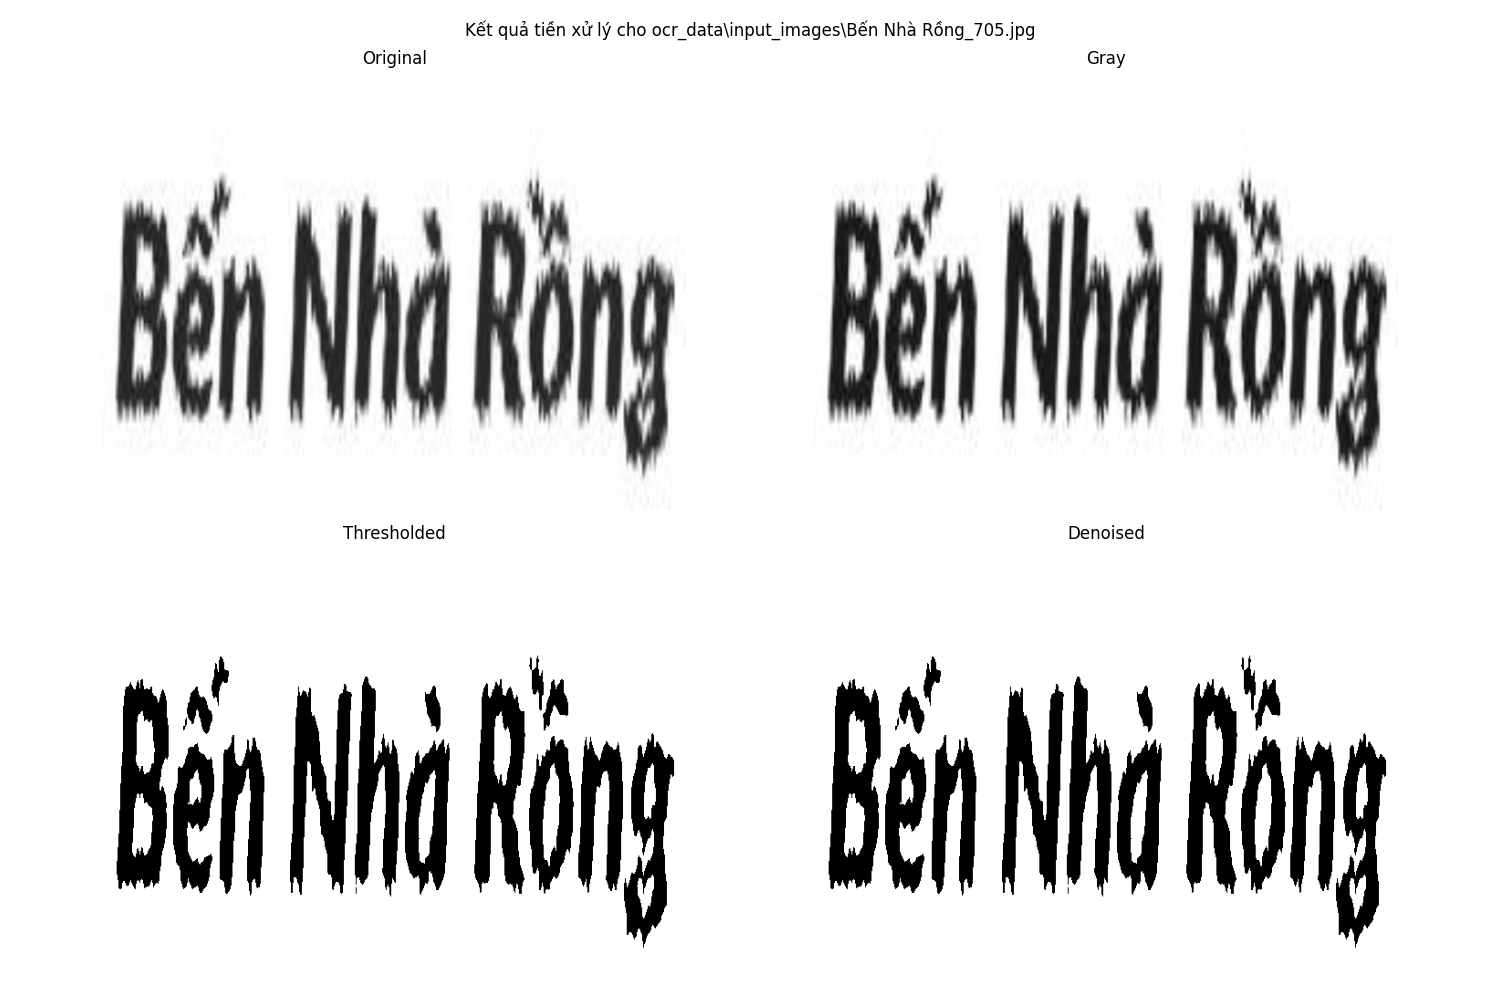 Kết quả tiền xử lý cho ocr_data\input_images\Bến Nhà Rồng_705.jpg
Original
Gray
Bến Nhà Rồng
Bến Nhà Rồng
Thresholded
Denoised
Bến Nhà Rồng
Bến Nhà Rồng